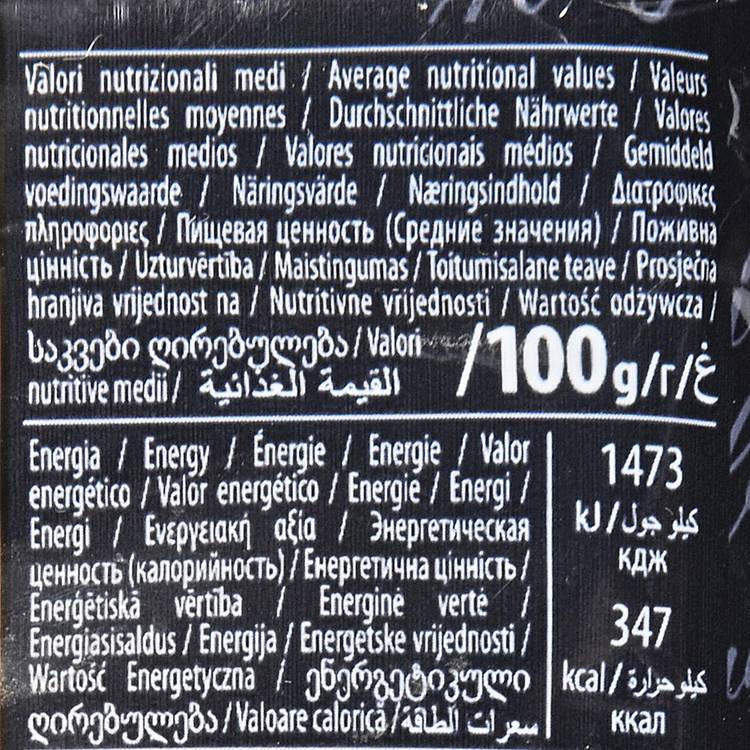 Valori nutrizionali medi / Average nutritional values / Valeurs
nutritionnelles moyennes / Durchschnittliche Nährwerte / Valores
nutricionales medios / Valores nutricionais médios / Gemiddeld
voedingswaarde / Näringsvärde / Næringsindhold / Διατροφικες
πληροφοριες / Пищевая ценность (Средние значения) / Поживна
цінність / Uzturvērtība / Maistingumas / Toitumisalane teave / Prosječna
hranjiva vrijednost na / Nutritivne vrijednosti / Wartość odżywcza /
საკვები ღირებულება / Valori
nutritive medii / القيمة الغذائية /100g/г/غ
Energia / Energy / Énergie / Energie / Valor
energético / Valor energético / Energie / Energi /
Energi / Ενεργειακή αξία / Энергетическая
ценность (калорийность) / Енергетична цінність /
Enerģētiskā vērtība / Energinė vertė /
Energiasisaldus / Energija / Energetske vrijednosti /
Wartość Energetyczna / ენერგეტიკული
ღირებულება / Valoare calorică / سعرات الطاقة
1473
kJ/كيلو جول
кДж
347
kcal/كيلو حرارة
ккал